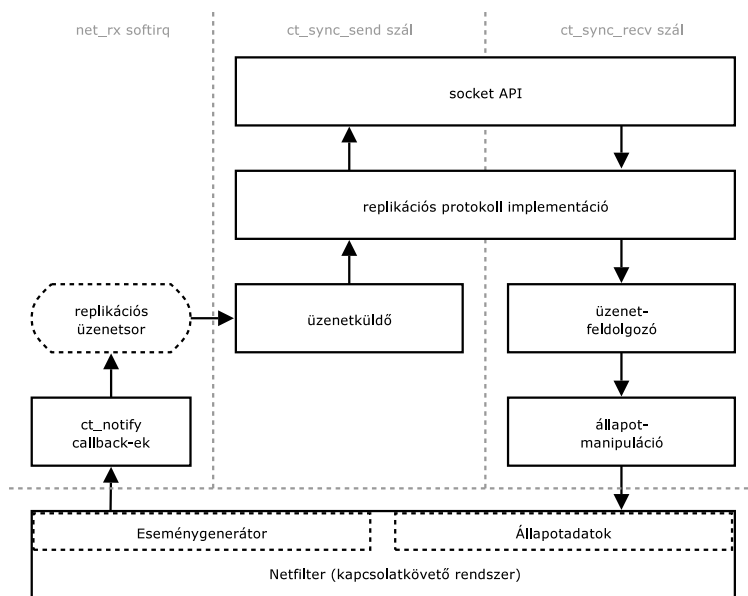 net_rx softirq
ct_sync_send szál
ct_sync_recv szál
socket API
replikációs protokoll implementáció
replikációs
üzenetsor
üzenetküldő
üzenet-
feldolgozó
ct_notify
callback-ek
állapot-
manipuláció
Eseménygenerátor
Állapotadatok
Netfilter (kapcsolatkövető rendszer)